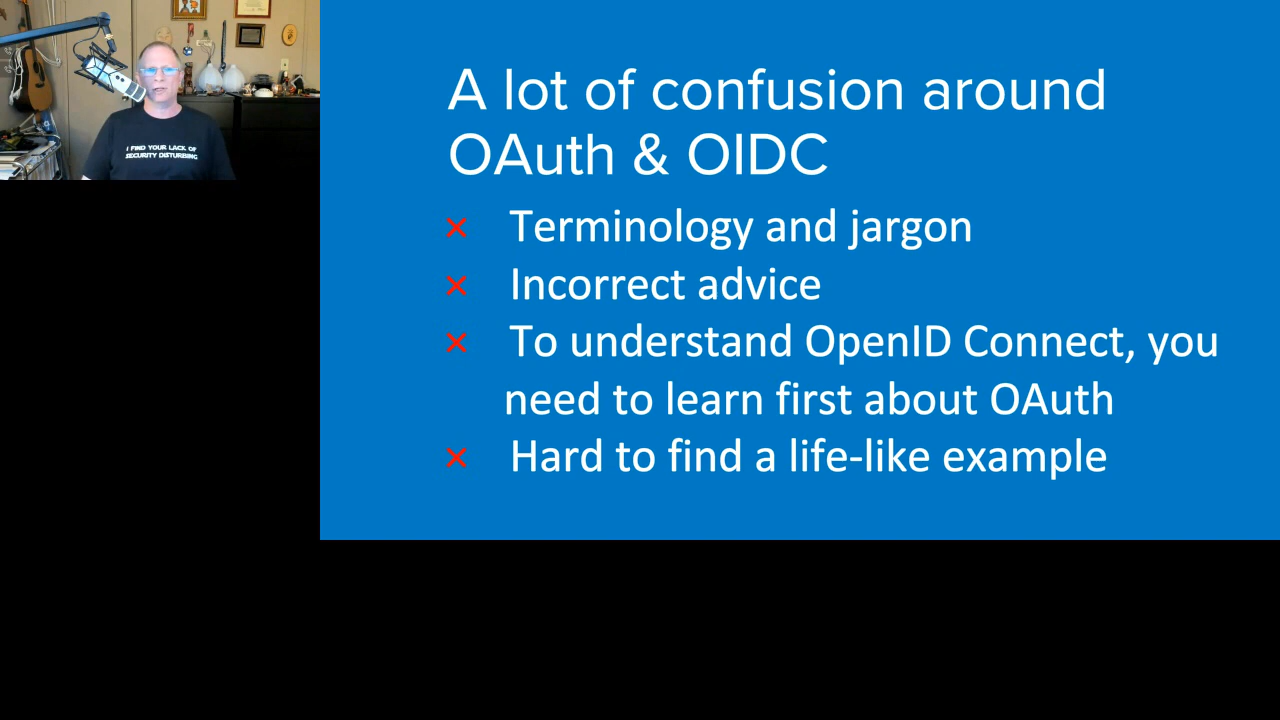 I FIND YOUR LACK OF
SECURITY DISTURBING
A lot of confusion around
OAuth & OIDC
× Terminology and jargon
× Incorrect advice
× To understand OpenID Connect, you
need to learn first about OAuth
× Hard to find a life-like example